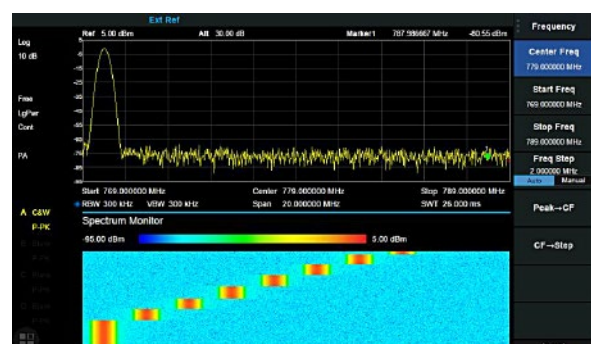 Ext Ref
Ref 5.00 dBm Att 30.00 dB Marker1 787.986667 MHz -80.55 dBm
Log
10 dB
Free
LgPwr
Cont
PA
Start 769.000000 MHz Center 779.000000 MHz Stop 789.000000 MHz
RBW 300 kHz VBW 300 kHz Span 20.000000 MHz SWT 26.000 ms
A C&W
P-PK
Spectrum Monitor
-95.00 dBm 5.00 dBm
Frequency
Center Freq
779.000000 MHz
Start Freq
769.000000 MHz
Stop Freq
789.000000 MHz
Freq Step
2.000000 MHz
Auto Manual
Peak→CF
CF→Step